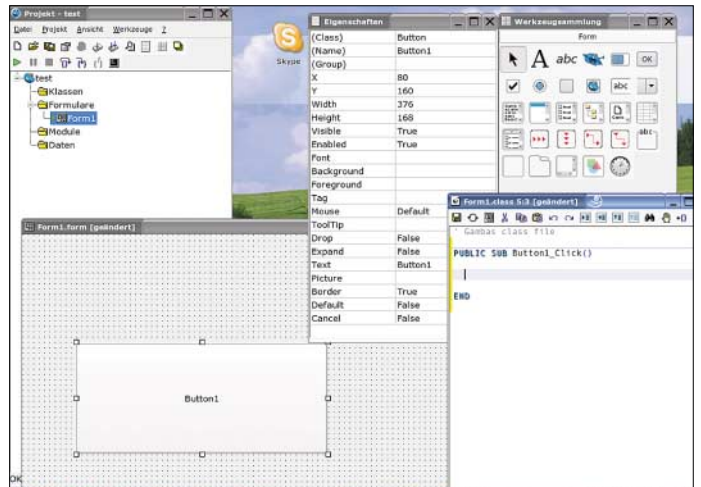 Projekt - test
Datei Projekt Ansicht Werkzeuge ?
test
Klassen
Formulare
Form1
Module
Daten
Skype
Eigenschaften
(Class) Button
(Name) Button1
(Group)
X 80
Y 160
Width 376
Height 168
Visible True
Enabled True
Font
Background
Foreground
Tag
Mouse Default
ToolTip
Drop False
Expand False
Text Button1
Picture
Border True
Default False
Cancel False
Werkzeugsammlung
Form
A abc OK
abc
abc
Form1.class 5:3 [geändert]
' Gambas class file
PUBLIC SUB Button1_Click()
END
Form1.form [geändert]
Button1
OK